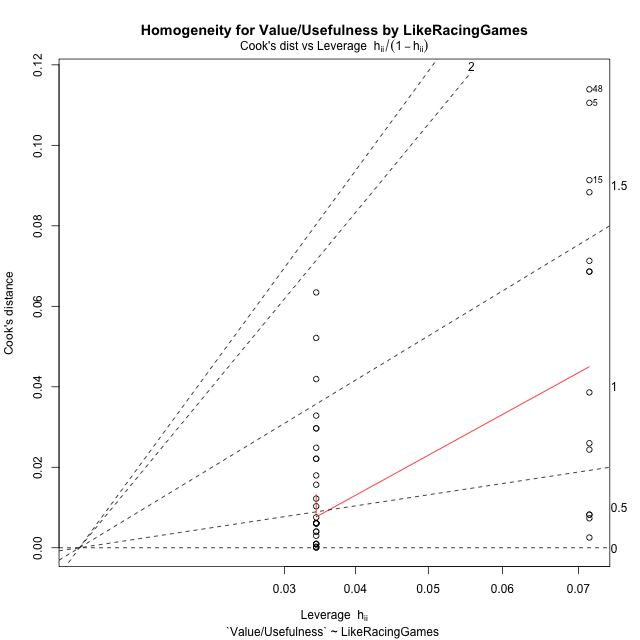 Homogeneity for Value/Usefulness by LikeRacingGames
Cook's dist vs Leverage hii/(1 − hii)
0.12
0.10
0.08
0.06
0.04
0.02
0.00
Cook's distance
2
48
5
15
1.5
1
0.5
0
0.03 0.04 0.05 0.06 0.07
Leverage hii
`Value/Usefulness` ~ LikeRacingGames